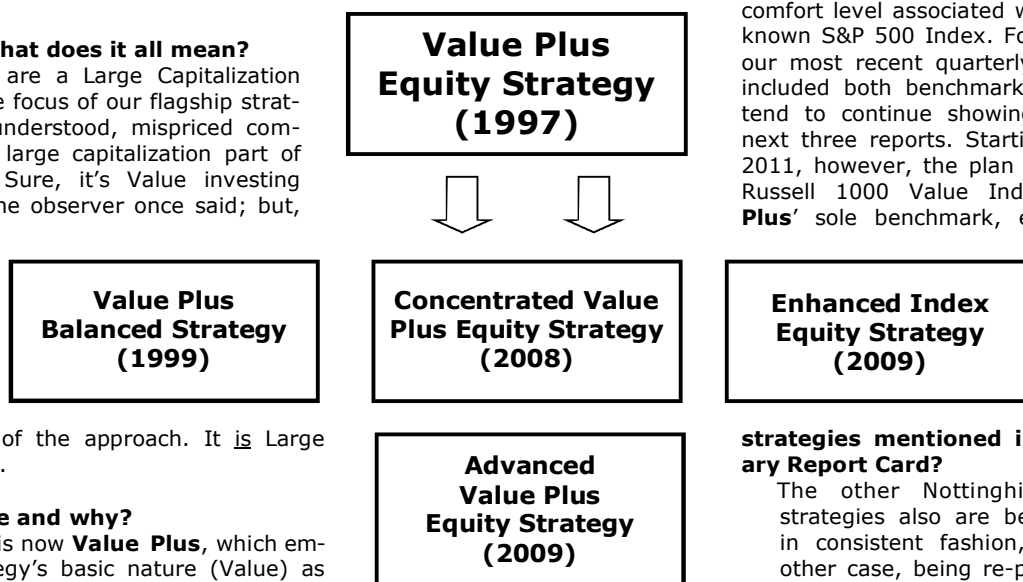 hat does it all mean?
are a Large Capitalization
e focus of our flagship strat-
understood, mispriced com-
large capitalization part of
Sure, it's Value investing
ne observer once said; but,
Value Plus
Equity Strategy
(1997)
comfort level associated w
known S&P 500 Index. Fo
our most recent quarterly
included both benchmark
tend to continue showing
next three reports. Starti
2011, however, the plan
Russell 1000 Value Ind
Plus' sole benchmark, e
Value Plus
Balanced Strategy
(1999)
Concentrated Value
Plus Equity Strategy
(2008)
Enhanced Index
Equity Strategy
(2009)
of the approach. It is Large
.
e and why?
is now Value Plus, which em-
egy's basic nature (Value) as
Advanced
Value Plus
Equity Strategy
(2009)
strategies mentioned i
ary Report Card?
The other Nottinghi
strategies also are be
in consistent fashion,
other case, being re-p